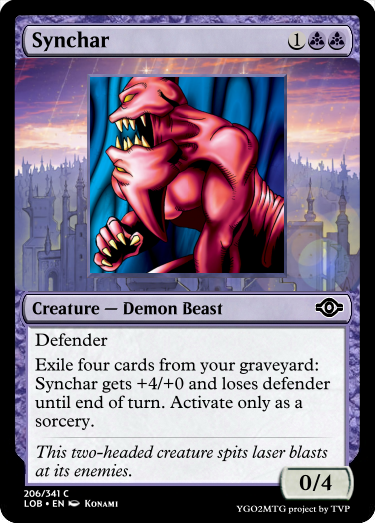 Synchar 1
Creature — Demon Beast
Defender
Exile four cards from your graveyard:
Synchar gets +4/+0 and loses defender
until end of turn. Activate only as a
sorcery.
This two-headed creature spits laser blasts
at its enemies.
0/4
206/341 C
LOB • EN Konami
YGO2MTG project by TVP